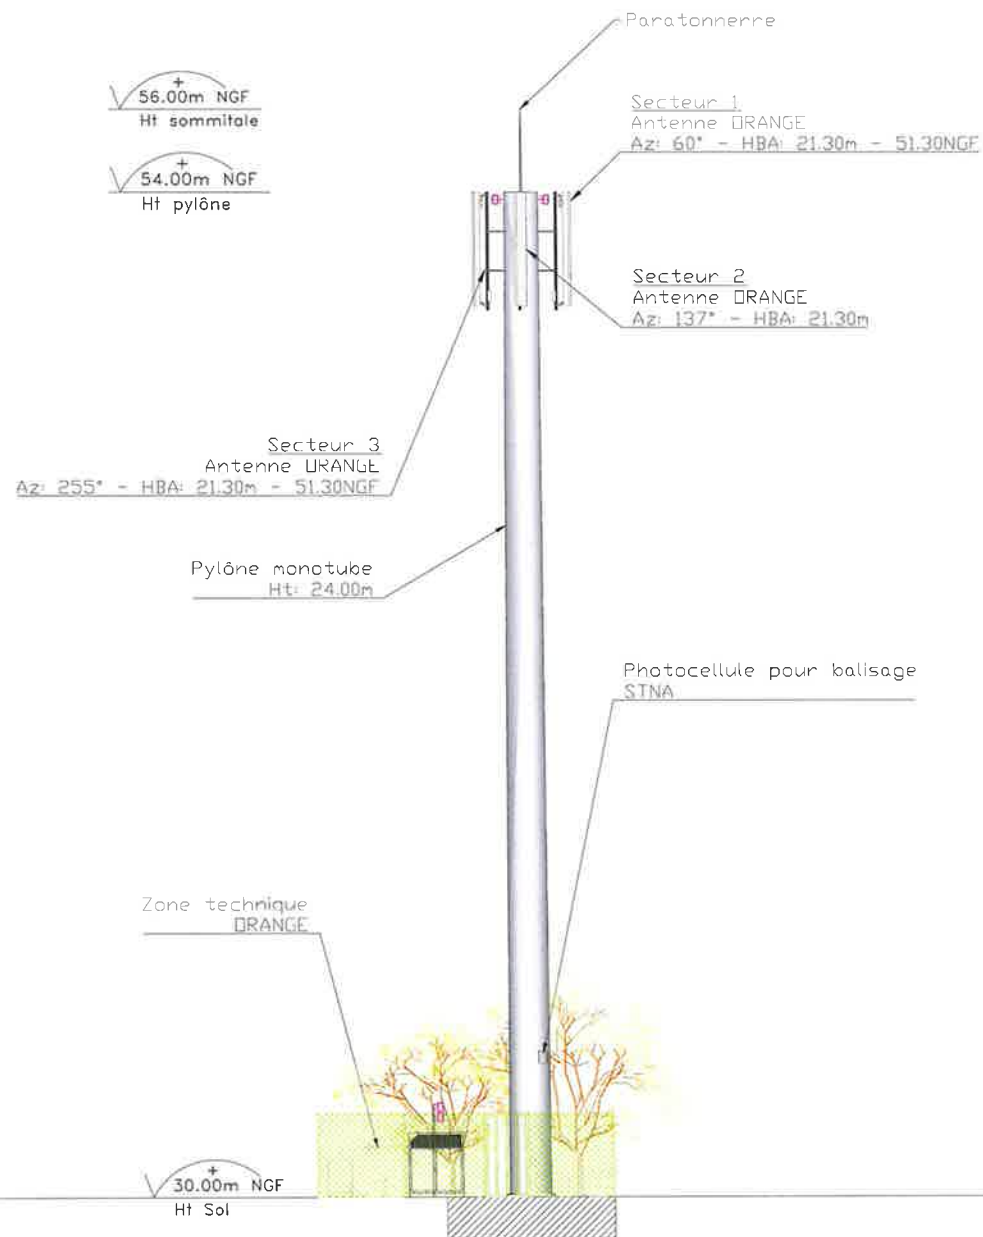 Paratonnerre
+
56.00m NGF
Ht sommitale
Secteur 1
Antenne ORANGE
Az: 60° - HBA: 21.30m - 51.30NGF
+
54.00m NGF
Ht pylône
Secteur 2
Antenne ORANGE
Az: 137° - HBA: 21.30m
Secteur 3
Antenne ORANGE
Az: 255° - HBA: 21.30m - 51.30NGF
Pylône monotube
Ht: 24.00m
Photocellule pour balisage
STNA
Zone technique
ORANGE
+
30.00m NGF
Ht Sol